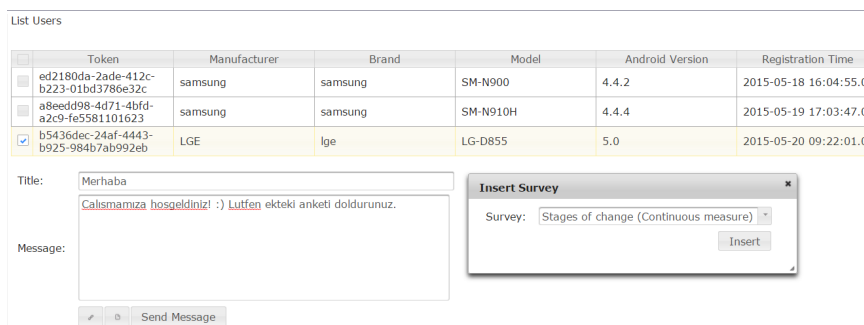 List Users
Token Manufacturer Brand Model Android Version Registration Time
ed2180da-2ade-412c-
b223-01bd3786e32c samsung samsung SM-N900 4.4.2 2015-05-18 16:04:55.0
a8eedd98-4d71-4bfd-
a2c9-fe5581101623 samsung samsung SM-N910H 4.4.4 2015-05-19 17:03:47.0
b5436dec-24af-4443-
b925-984b7ab992eb LGE lge LG-D855 5.0 2015-05-20 09:22:01.0
Title: Merhaba
Message: Calısmamıza hosgeldiniz! :) Lutfen ekteki anketi doldurunuz.
Send Message
Insert Survey
Survey: Stages of change (Continuous measure)
Insert